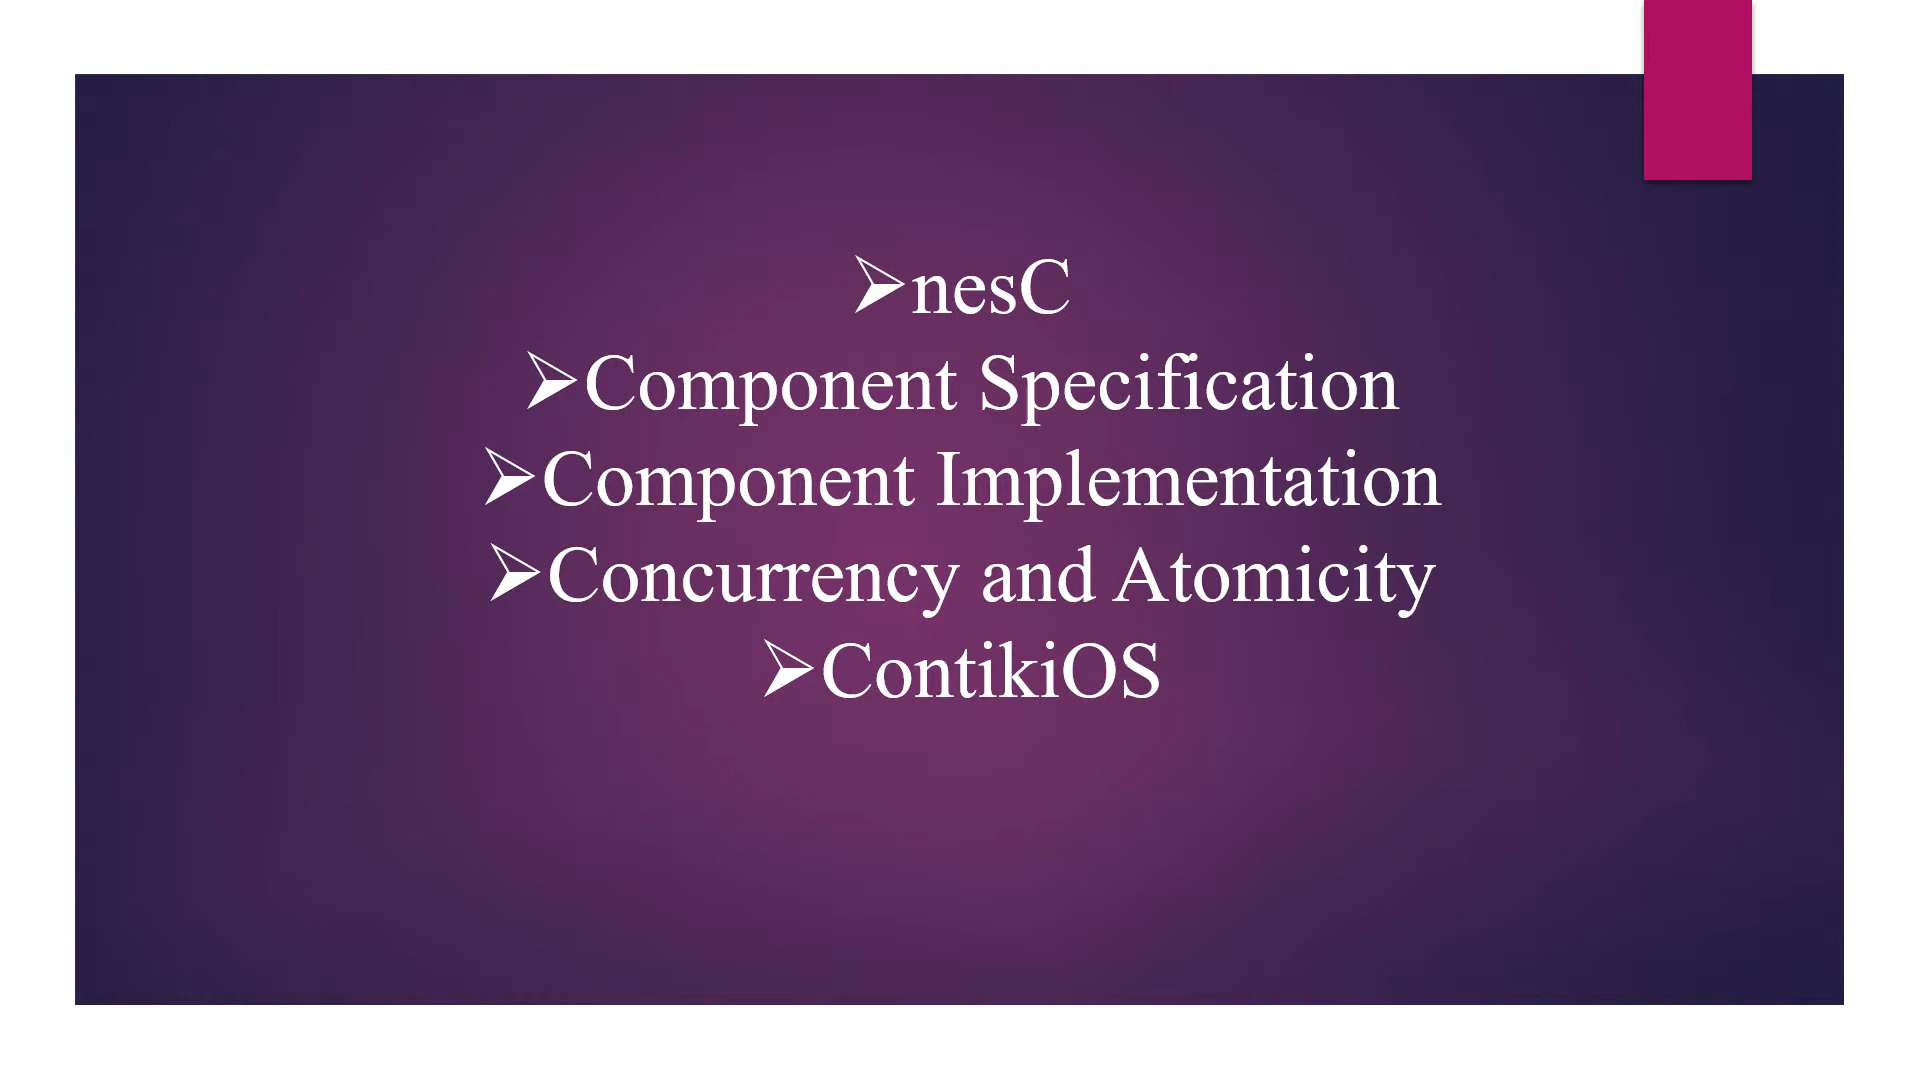 ➢nesC
➢Component Specification
➢Component Implementation
➢Concurrency and Atomicity
➢ContikiOS